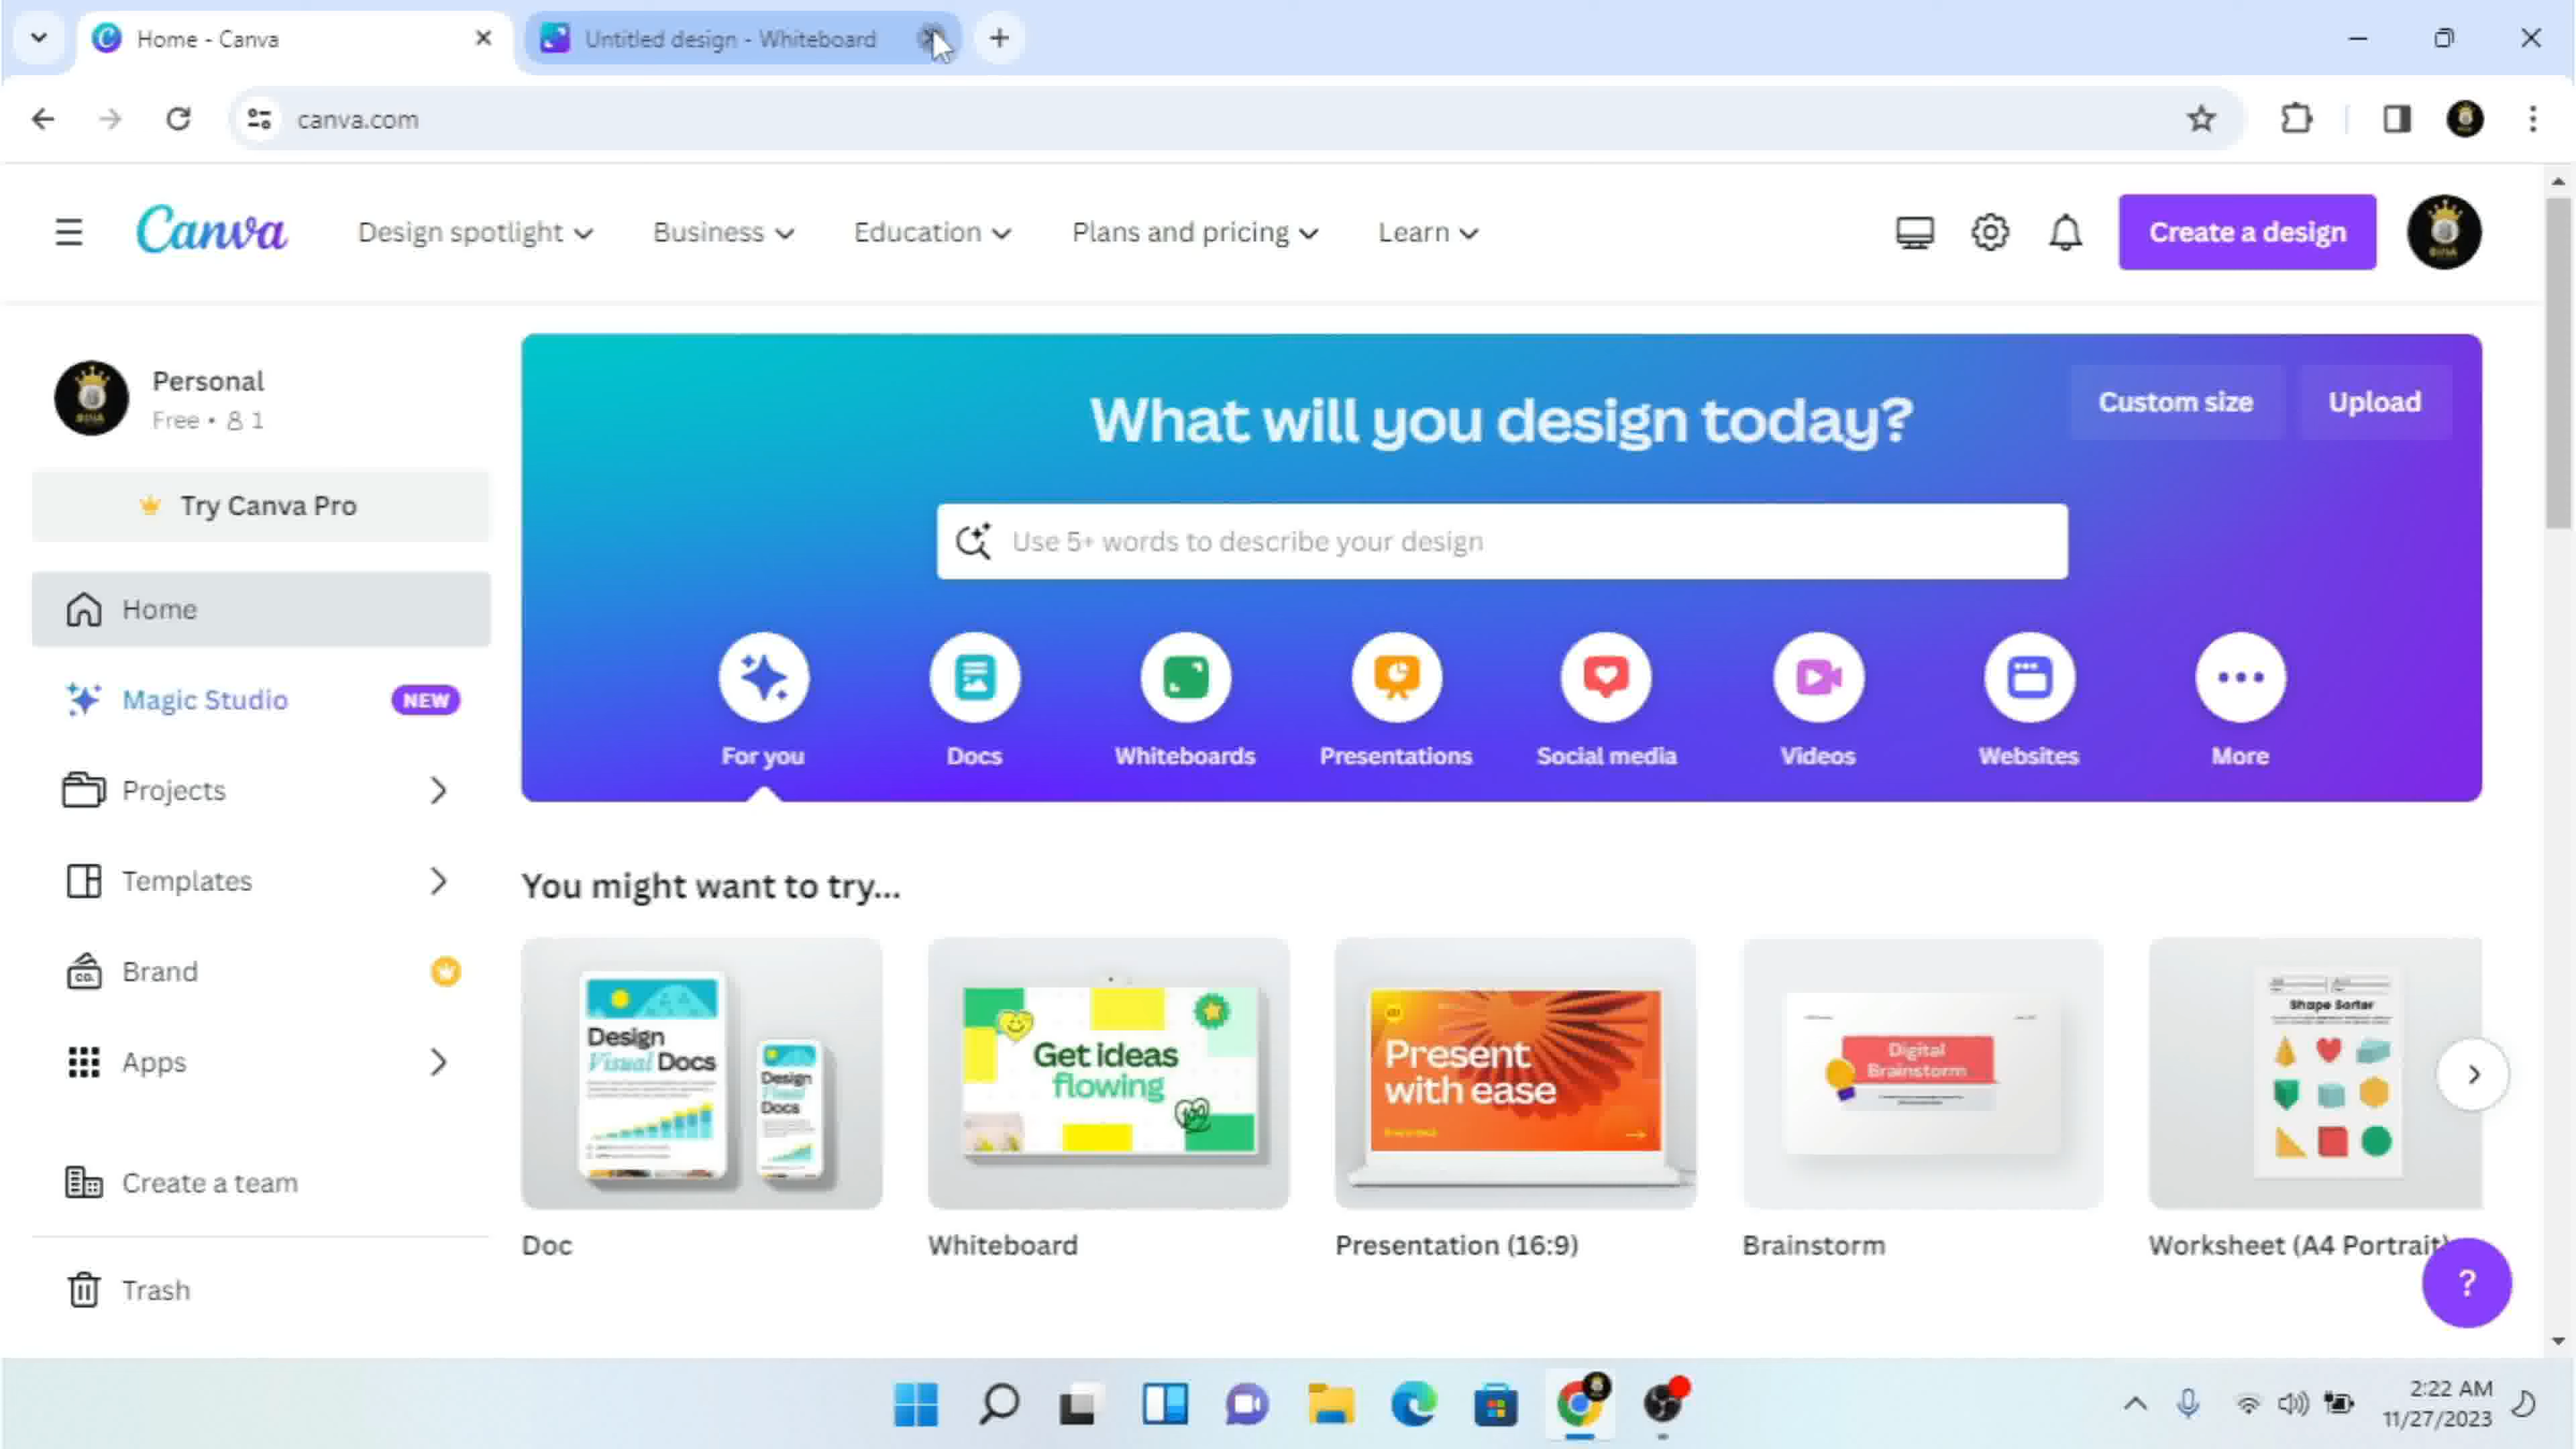 Home - Canva
Untitled design - Whiteboard
canva.com
Canva
Design spotlight
Business
Education
Plans and pricing
Learn
Create a design
Personal
Free • 1
Try Canva Pro
Home
Magic Studio
NEW
Projects
Templates
Brand
Apps
Create a team
Trash
What will you design today?
Custom size
Upload
Use 5+ words to describe your design
For you
Docs
Whiteboards
Presentations
Social media
Videos
Websites
More
You might want to try...
Design
Visual Docs
Design
Visual
Docs
Get ideas
flowing
Present
with ease
Digital
Brainstorm
Shape Sorter
Doc
Whiteboard
Presentation (16:9)
Brainstorm
Worksheet (A4 Portrait)
?
2:22 AM
11/27/2023